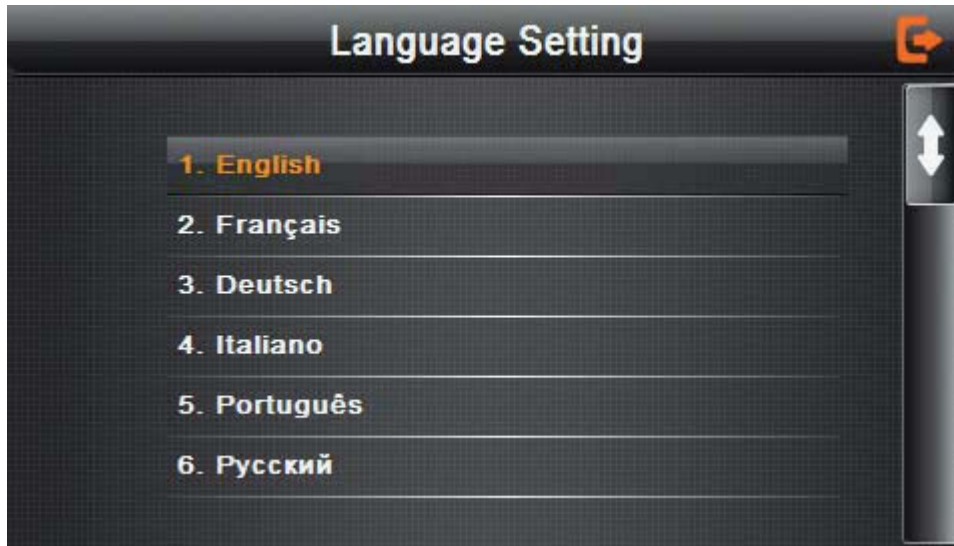 Language Setting
1. English
2. Français
3. Deutsch
4. Italiano
5. Português
6. Русский